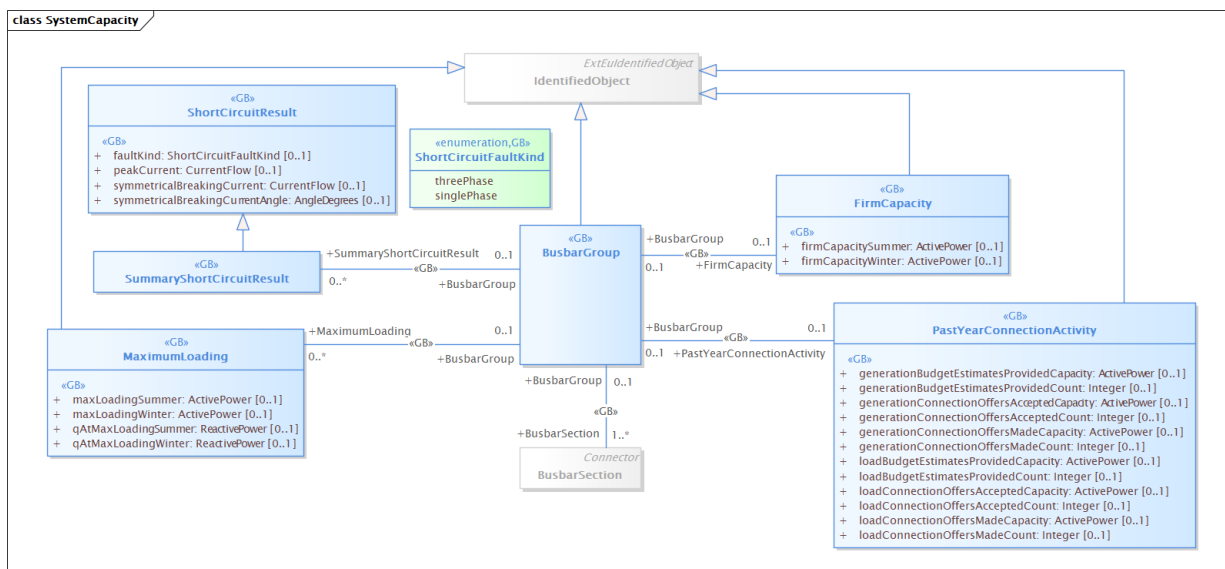 class SystemCapacity
ExtEuIdentifiedObject
IdentifiedObject
«GB»
ShortCircuitResult
«GB»
+ faultKind: ShortCircuitFaultKind [0..1]
+ peakCurrent: CurrentFlow [0..1]
+ symmetricalBreakingCurrent: CurrentFlow [0..1]
+ symmetricalBreakingCurrentAngle: AngleDegrees [0..1]
«enumeration,GB»
ShortCircuitFaultKind
threePhase
singlePhase
«GB»
FirmCapacity
«GB»
+ firmCapacitySummer: ActivePower [0..1]
+ firmCapacityWinter: ActivePower [0..1]
«GB»
BusbarGroup
+BusbarGroup 0..1
«GB»
0..1 +FirmCapacity
«GB»
SummaryShortCircuitResult
+SummaryShortCircuitResult 0..1
«GB»
0..* +BusbarGroup
«GB»
MaximumLoading
«GB»
+ maxLoadingSummer: ActivePower [0..1]
+ maxLoadingWinter: ActivePower [0..1]
+ qAtMaxLoadingSummer: ReactivePower [0..1]
+ qAtMaxLoadingWinter: ReactivePower [0..1]
+MaximumLoading 0..1
«GB»
0..* +BusbarGroup
+BusbarGroup 0..1
«GB»
0..1 +PastYearConnectionActivity
«GB»
PastYearConnectionActivity
«GB»
+ generationBudgetEstimatesProvidedCapacity: ActivePower [0..1]
+ generationBudgetEstimatesProvidedCount: Integer [0..1]
+ generationConnectionOffersAcceptedCapacity: ActivePower [0..1]
+ generationConnectionOffersAcceptedCount: Integer [0..1]
+ generationConnectionOffersMadeCapacity: ActivePower [0..1]
+ generationConnectionOffersMadeCount: Integer [0..1]
+ loadBudgetEstimatesProvidedCapacity: ActivePower [0..1]
+ loadBudgetEstimatesProvidedCount: Integer [0..1]
+ loadConnectionOffersAcceptedCapacity: ActivePower [0..1]
+ loadConnectionOffersAcceptedCount: Integer [0..1]
+ loadConnectionOffersMadeCapacity: ActivePower [0..1]
+ loadConnectionOffersMadeCount: Integer [0..1]
+BusbarGroup 0..1
«GB»
+BusbarSection 1..*
Connector
BusbarSection